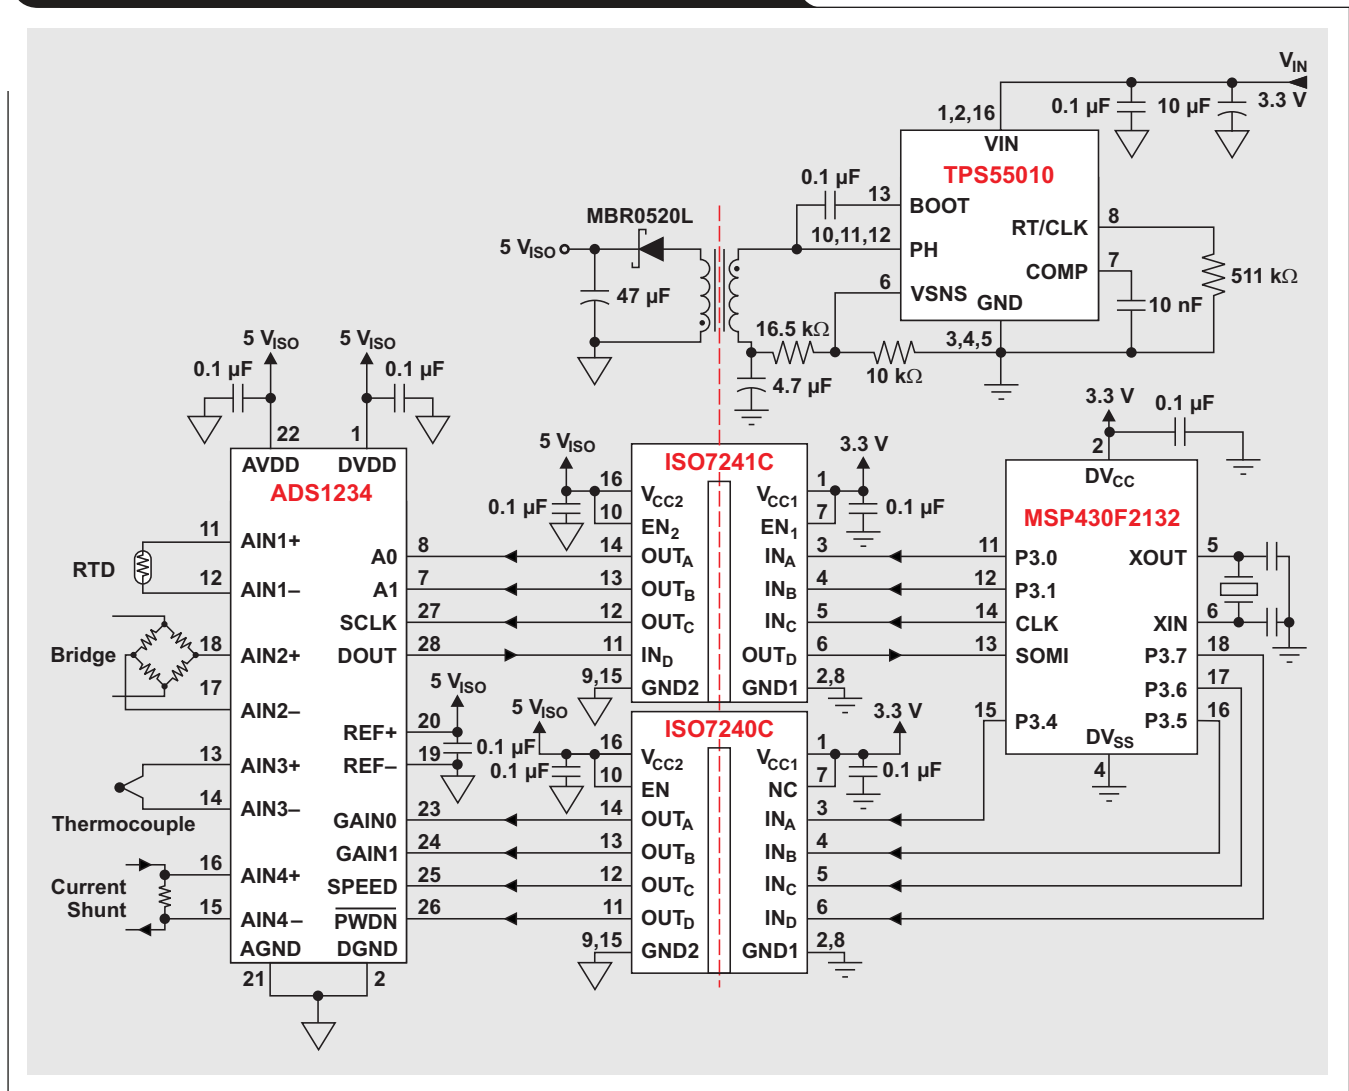 VIN
3.3 V
0.1 µF
10 µF
1,2,16
VIN
TPS55010
0.1 µF
13
BOOT
RT/CLK
8
MBR0520L
5 VISO
10,11,12
PH
COMP
7
511 kΩ
47 µF
6
VSNS
GND
10 nF
16.5 kΩ
3,4,5
10 kΩ
4.7 µF
5 VISO
5 VISO
0.1 µF
0.1 µF
22
1
AVDD
DVDD
ADS1234
11
AIN1+
RTD
12
AIN1–
Bridge
18
AIN2+
17
AIN2–
13
AIN3+
14
AIN3–
Thermocouple
16
AIN4+
Current
Shunt
15
AIN4–
AGND
DGND
21
2
A0
8
A1
7
SCLK
27
DOUT
28
5 VISO
REF+
20
0.1 µF
REF–
19
GAIN0
23
GAIN1
24
SPEED
25
PWDN
26
ISO7241C
5 VISO
0.1 µF
16
VCC2
10
EN2
14
OUTA
13
OUTB
12
OUTC
11
IND
9,15
GND2
3.3 V
0.1 µF
1
VCC1
7
EN1
3
INA
4
INB
5
INC
6
OUTD
2,8
GND1
ISO7240C
5 VISO
0.1 µF
16
VCC2
10
EN
14
OUTA
13
OUTB
12
OUTC
11
OUTD
9,15
GND2
3.3 V
0.1 µF
1
VCC1
7
NC
3
INA
4
INB
5
INC
6
IND
2,8
GND1
3.3 V
0.1 µF
2
DVCC
MSP430F2132
11
P3.0
12
P3.1
14
CLK
13
SOMI
15
P3.4
XOUT
5
XIN
6
P3.7
18
P3.6
17
P3.5
16
DVSS
4